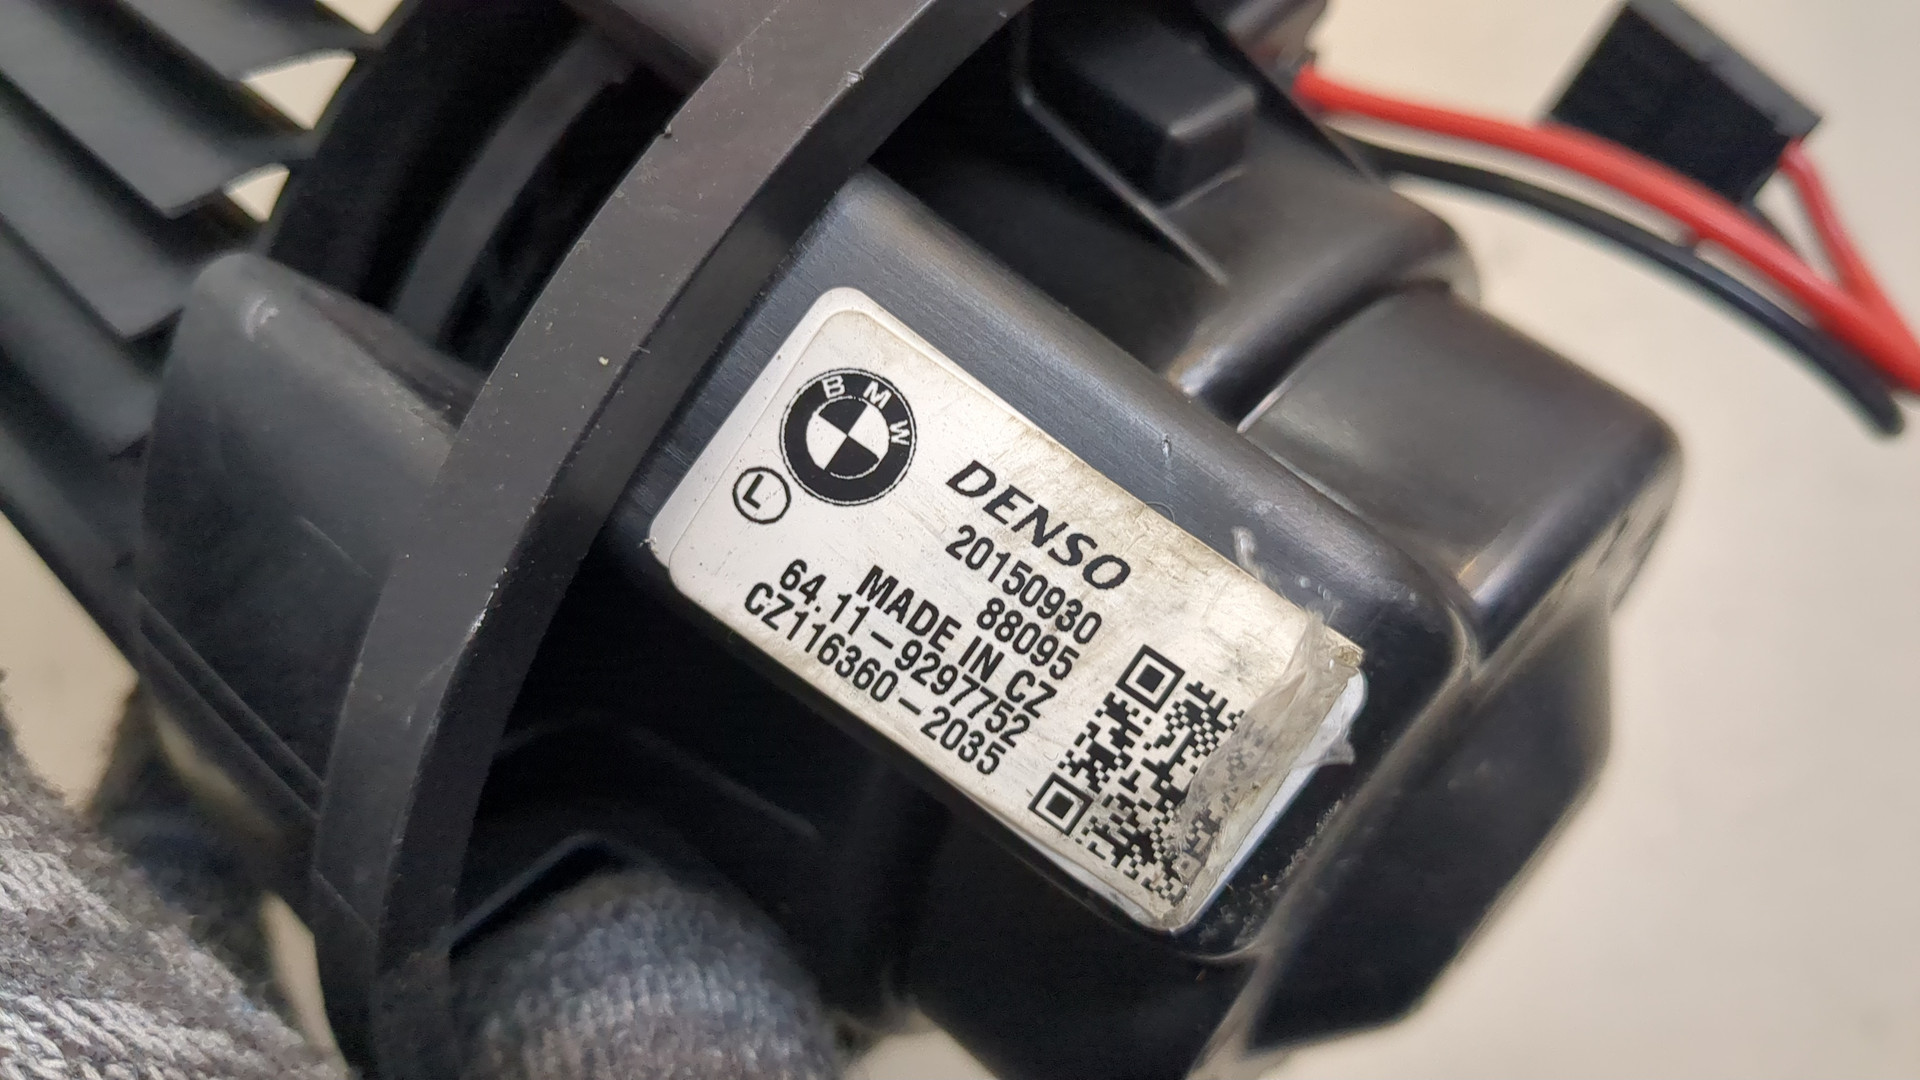 BMW
L
DENSO
20150930
88095
MADE IN CZ
64.11-9297752
CZ116360-2035